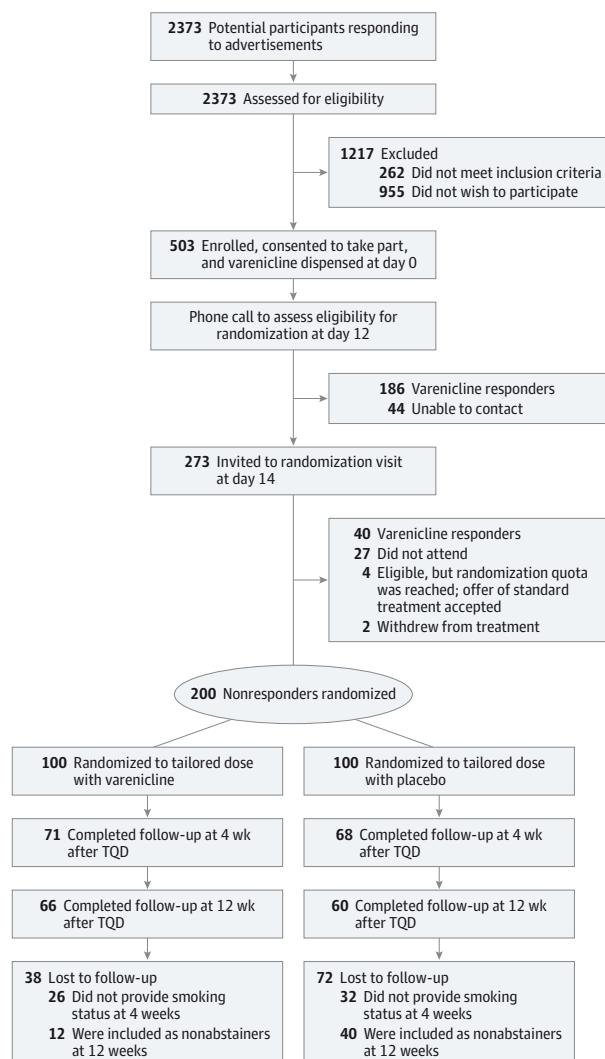 2373 Potential participants responding
to advertisements
2373 Assessed for eligibility
1217 Excluded
262 Did not meet inclusion criteria
955 Did not wish to participate
503 Enrolled, consented to take part,
and varenicline dispensed at day 0
Phone call to assess eligibility for
randomization at day 12
186 Varenicline responders
44 Unable to contact
273 Invited to randomization visit
at day 14
40 Varenicline responders
27 Did not attend
4 Eligible, but randomization quota
was reached; offer of standard
treatment accepted
2 Withdrew from treatment
200 Nonresponders randomized
100 Randomized to tailored dose
with varenicline
71 Completed follow-up at 4 wk
after TQD
66 Completed follow-up at 12 wk
after TQD
38 Lost to follow-up
26 Did not provide smoking
status at 4 weeks
12 Were included as nonabstainers
at 12 weeks
100 Randomized to tailored dose
with placebo
68 Completed follow-up at 4 wk
after TQD
60 Completed follow-up at 12 wk
after TQD
72 Lost to follow-up
32 Did not provide smoking
status at 4 weeks
40 Were included as nonabstainers
at 12 weeks